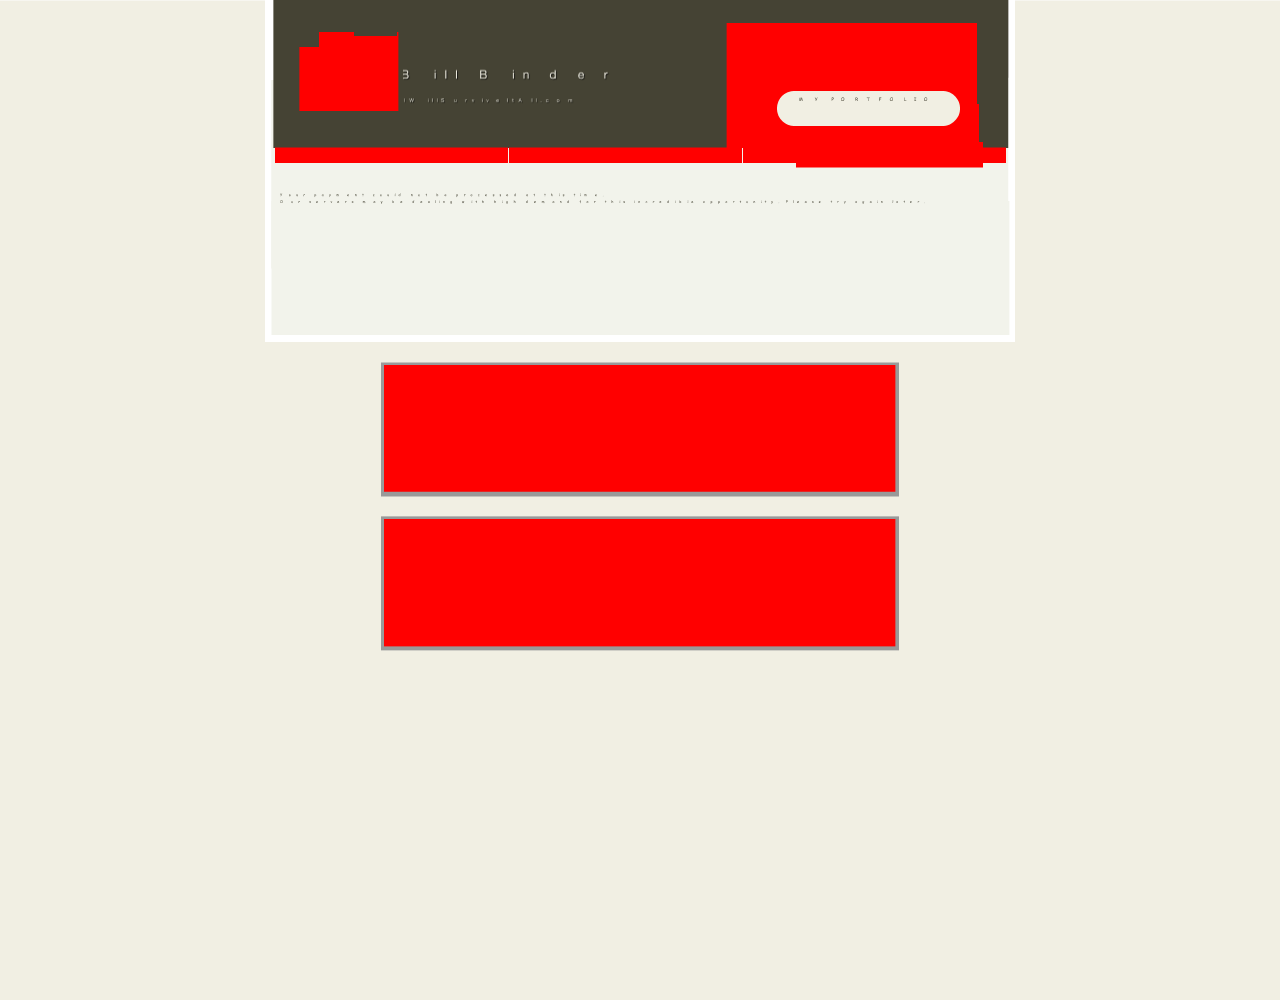 Bill Binder
IWillSurviveItAll.com
MY PORTFOLIO
Your payment could not be processed at this time.
Our servers may be dealing with high demand for this incredible opportunity. Please try again later.